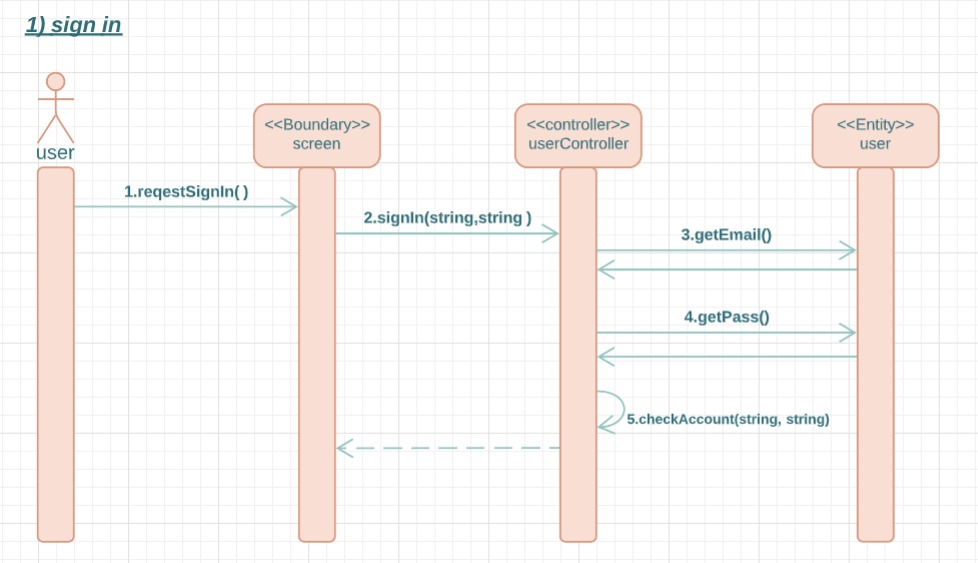 1) sign in
user
<<Boundary>>
screen
<<controller>>
userController
<<Entity>>
user
1.reqestSignIn( )
2.signIn(string,string )
3.getEmail()
4.getPass()
5.checkAccount(string, string)